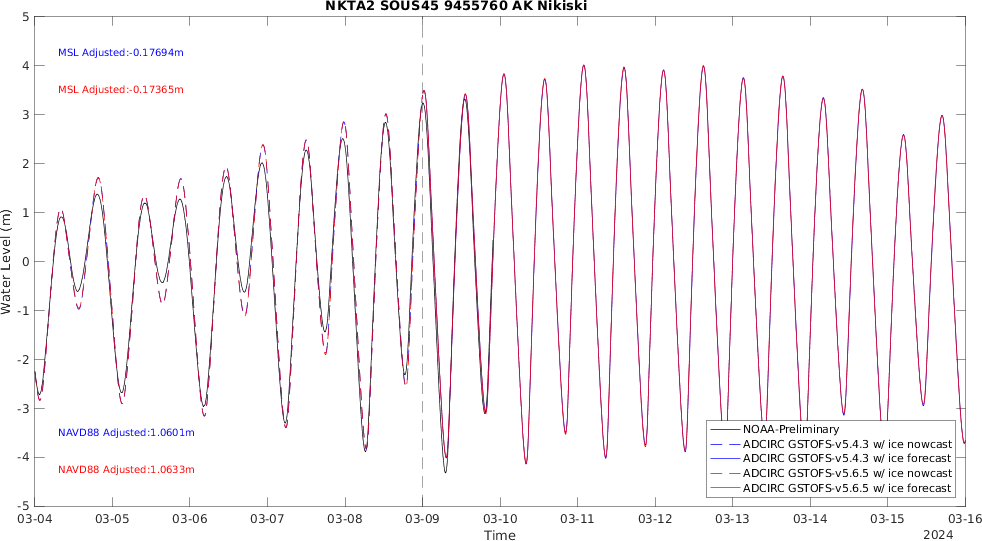 NKTA2 SOUS45 9455760 AK Nikiski
5
4
3
2
1
0
-1
-2
-3
-4
-5
Water Level (m)
MSL Adjusted:-0.17694m
MSL Adjusted:-0.17365m
NAVD88 Adjusted:1.0601m
NAVD88 Adjusted:1.0633m
NOAA-Preliminary
ADCIRC GSTOFS-v5.4.3 w/ ice nowcast
ADCIRC GSTOFS-v5.4.3 w/ ice forecast
ADCIRC GSTOFS-v5.6.5 w/ ice nowcast
ADCIRC GSTOFS-v5.6.5 w/ ice forecast
03-04 03-05 03-06 03-07 03-08 03-09 03-10 03-11 03-12 03-13 03-14 03-15 03-16
Time
2024